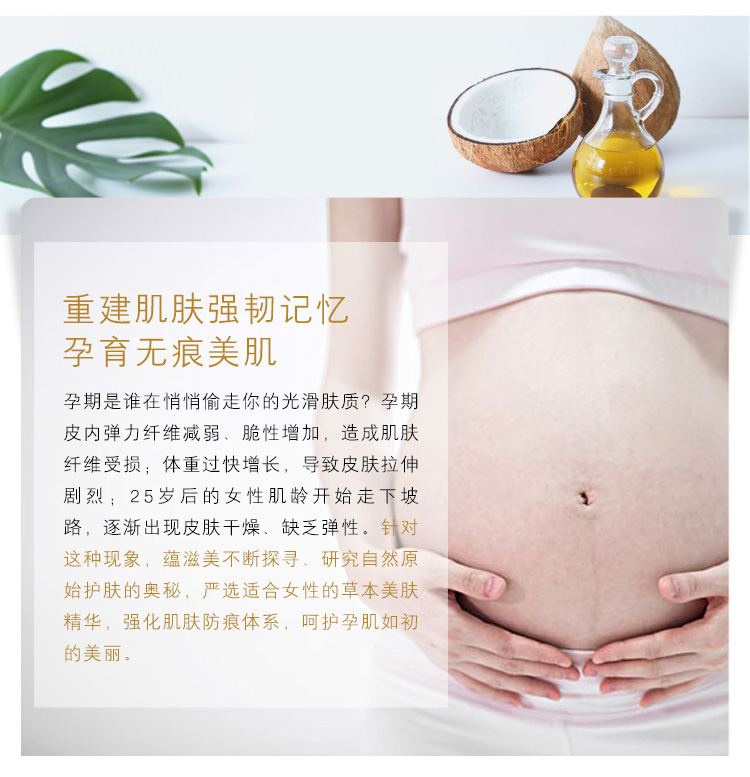 重建肌肤强韧记忆
孕育无痕美肌
孕期是谁在悄悄偷走你的光滑肤质？孕期
皮内弹力纤维减弱、脆性增加，造成肌肤
纤维受损；体重过快增长，导致皮肤拉伸
剧烈；25岁后的女性肌龄开始走下坡
路，逐渐出现皮肤干燥、缺乏弹性。针对
这种现象，蕴滋美不断探寻、研究自然原
始护肤的奥秘，严选适合女性的草本美肤
精华，强化肌肤防痕体系，呵护孕肌如初
的美丽。